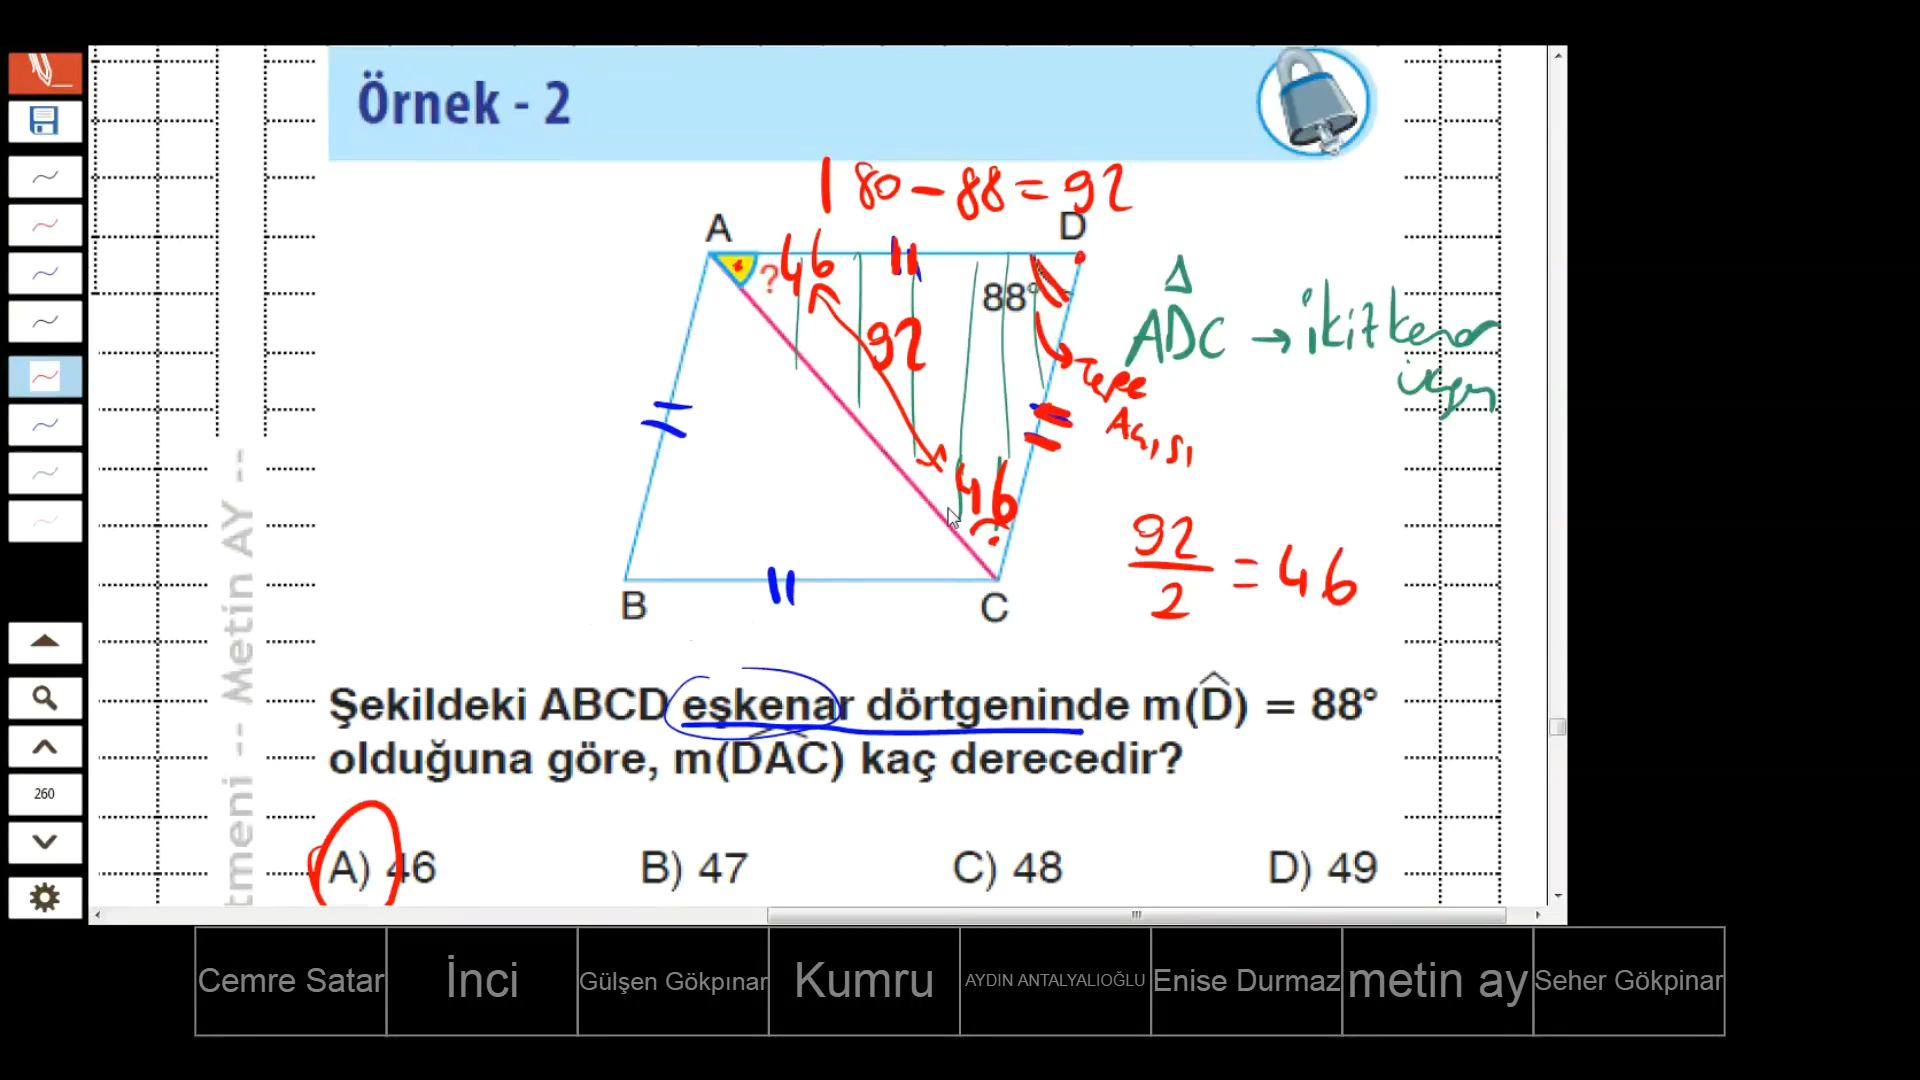 Örnek - 2
180 - 88 = 92
A
D
? 46
88°
92
Δ
ADC → ikizkenar
üçgen
Tepe
Açısı
46
92
2
= 46
B
C
Şekildeki ABCD eşkenar dörtgeninde m(D̂) = 88°
olduğuna göre, m(DAC) kaç derecedir?
A) 46
B) 47
C) 48
D) 49
tmeni -- Metin AY --
260
Cemre Satar
İnci
Gülşen Gökpınar
Kumru
AYDIN ANTALYALIOĞLU
Enise Durmaz
metin ay
Seher Gökpinar